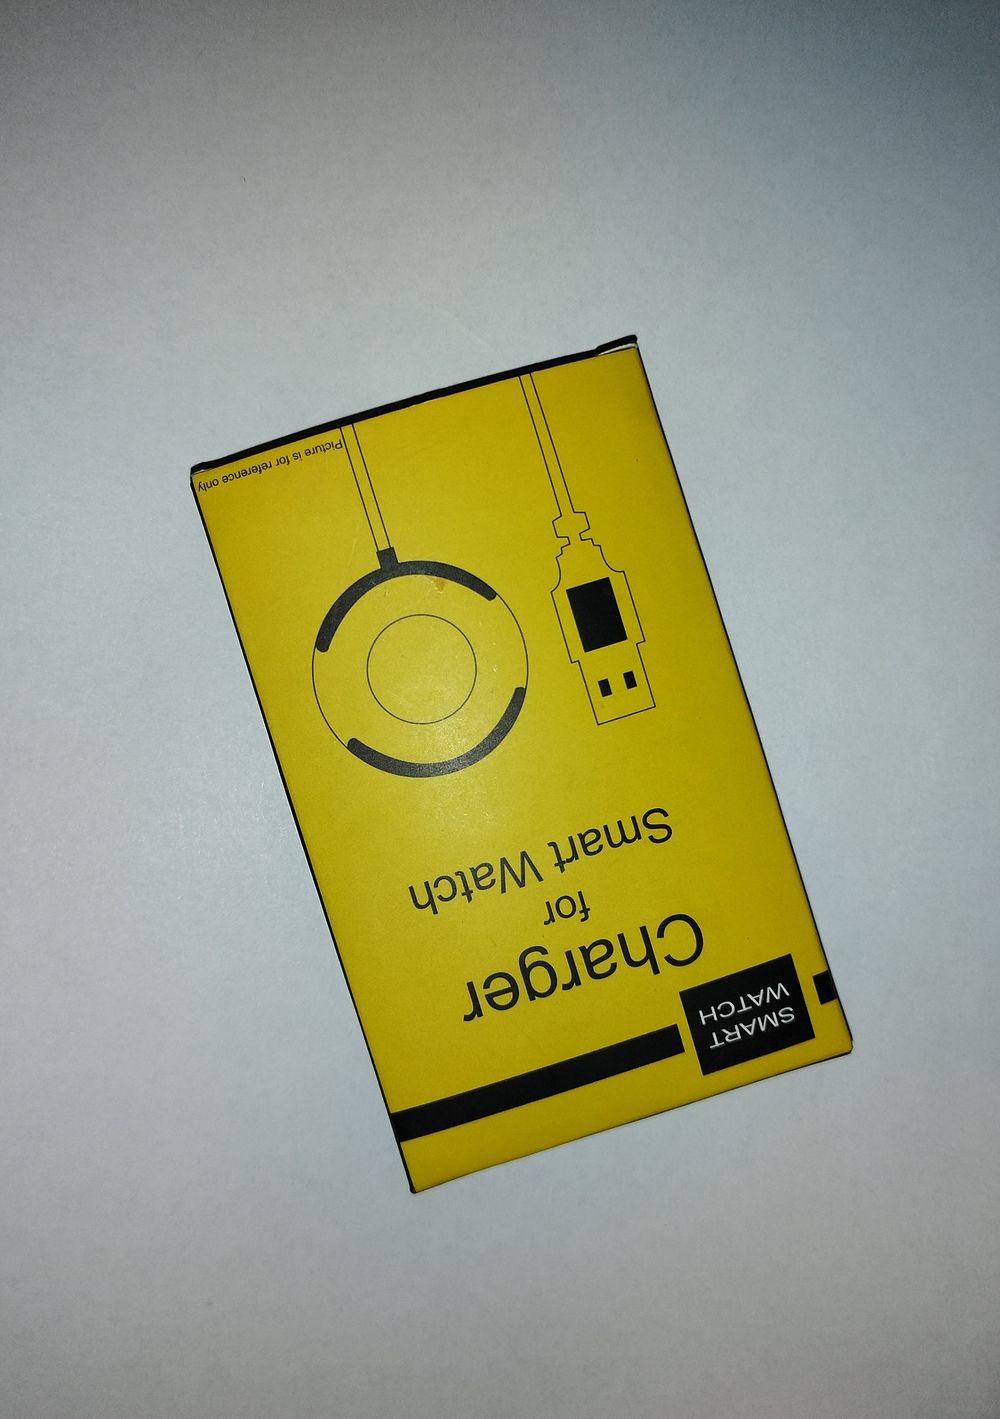 SMART
WATCH
Charger
for
Smart Watch
Picture is for reference only